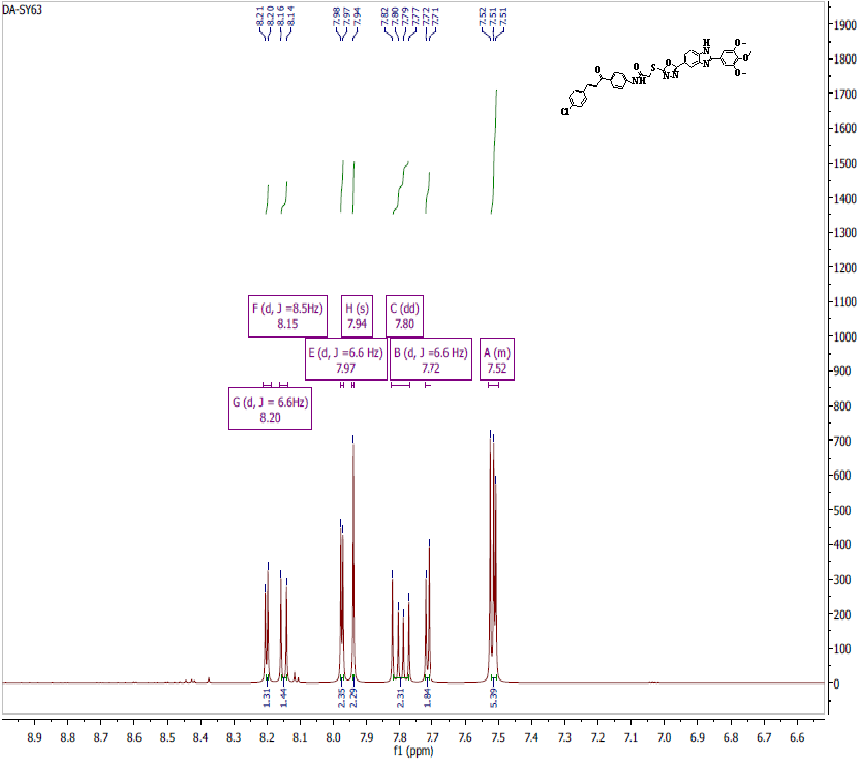 DA-SY63
8.21
8.20
8.16
8.14
7.98
7.97
7.94
7.82
7.80
7.79
7.77
7.72
7.71
7.52
7.51
7.51
1900
1800
1700
1600
1500
1400
1300
1200
1100
1000
900
800
700
600
500
400
300
200
100
0
H
N
N
O
O
O
O
N
N
S
O
NH
O
Cl
F (d, J =8.5Hz)
8.15
H (s)
7.94
C (dd)
7.80
E (d, J =6.6 Hz)
7.97
B (d, J =6.6 Hz)
7.72
A (m)
7.52
G (d, J = 6.6Hz)
8.20
1.31
1.44
2.35
2.29
2.31
1.84
5.39
8.9 8.8 8.7 8.6 8.5 8.4 8.3 8.2 8.1 8.0 7.9 7.8 7.7 7.6 7.5 7.4 7.3 7.2 7.1 7.0 6.9 6.8 6.7 6.6
f1 (ppm)